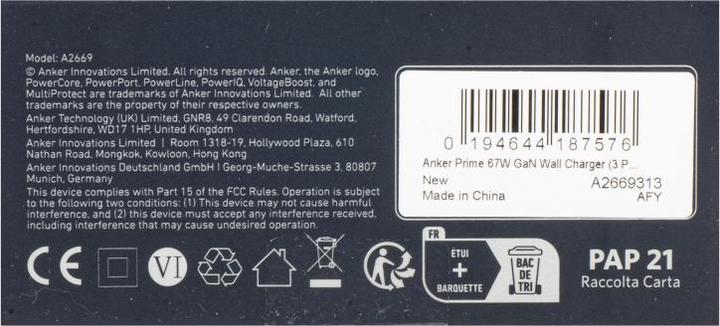 Model: A2669
© Anker Innovations Limited. All rights reserved. Anker, the Anker logo,
PowerCore, PowerPort, PowerLine, PowerIQ, VoltageBoost, and
MultiProtect are trademarks of Anker Innovations Limited. All other
trademarks are the property of their respective owners.
Anker Technology (UK) Limited, GNR8, 49 Clarendon Road, Watford,
Hertfordshire, WD17 1HP, United Kingdom
Anker Innovations Limited | Room 1318-19, Hollywood Plaza, 610
Nathan Road, Mongkok, Kowloon, Hong Kong
Anker Innovations Deutschland GmbH I Georg-Muche-Strasse 3, 80807
Munich, Germany
This device complies with Part 15 of the FCC Rules. Operation is subject
to the following two conditions: (1) This device may not cause harmful
interference, and (2) this device must accept any interference received,
including interference that may cause undesired operation.
0 194644 187576
Anker Prime 67W GaN Wall Charger (3 P...
New A2669313
Made in China AFY
CE
VI
FR
ÉTUI
+
BARQUETTE
BAC
DE
TRI
PAP 21
Raccolta Carta